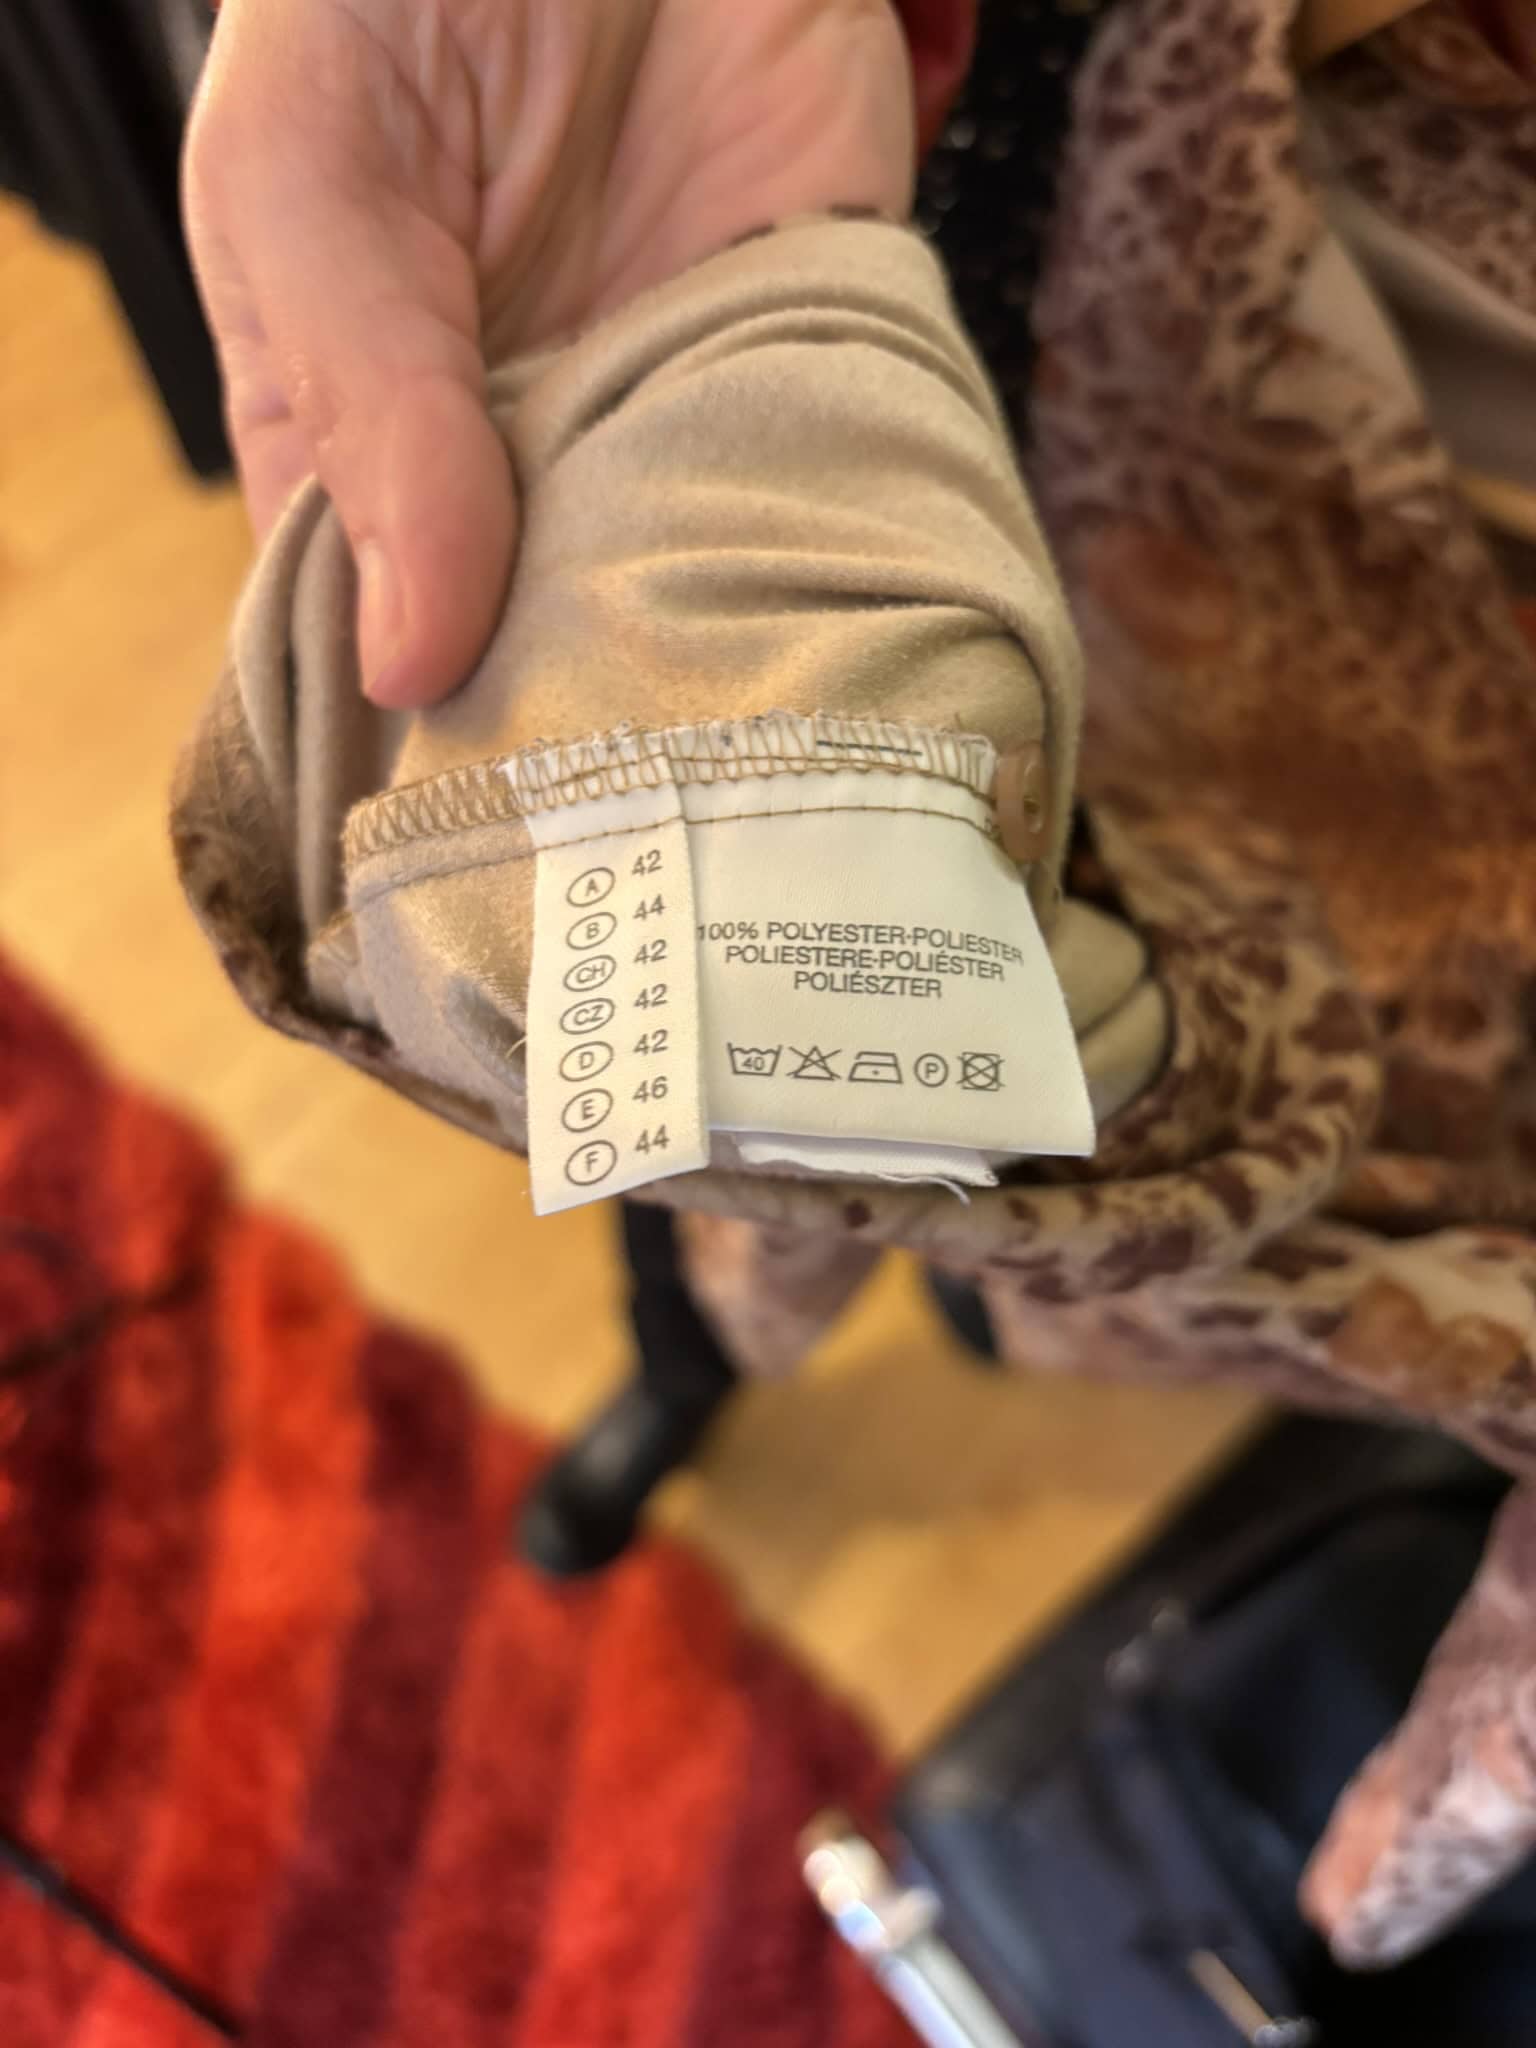 A 42
B 44
CH 42
CZ 42
D 42
E 46
F 44
100% POLYESTER·POLIESTER
POLIESTERE·POLIÉSTER
POLIÉSZTER
40 P